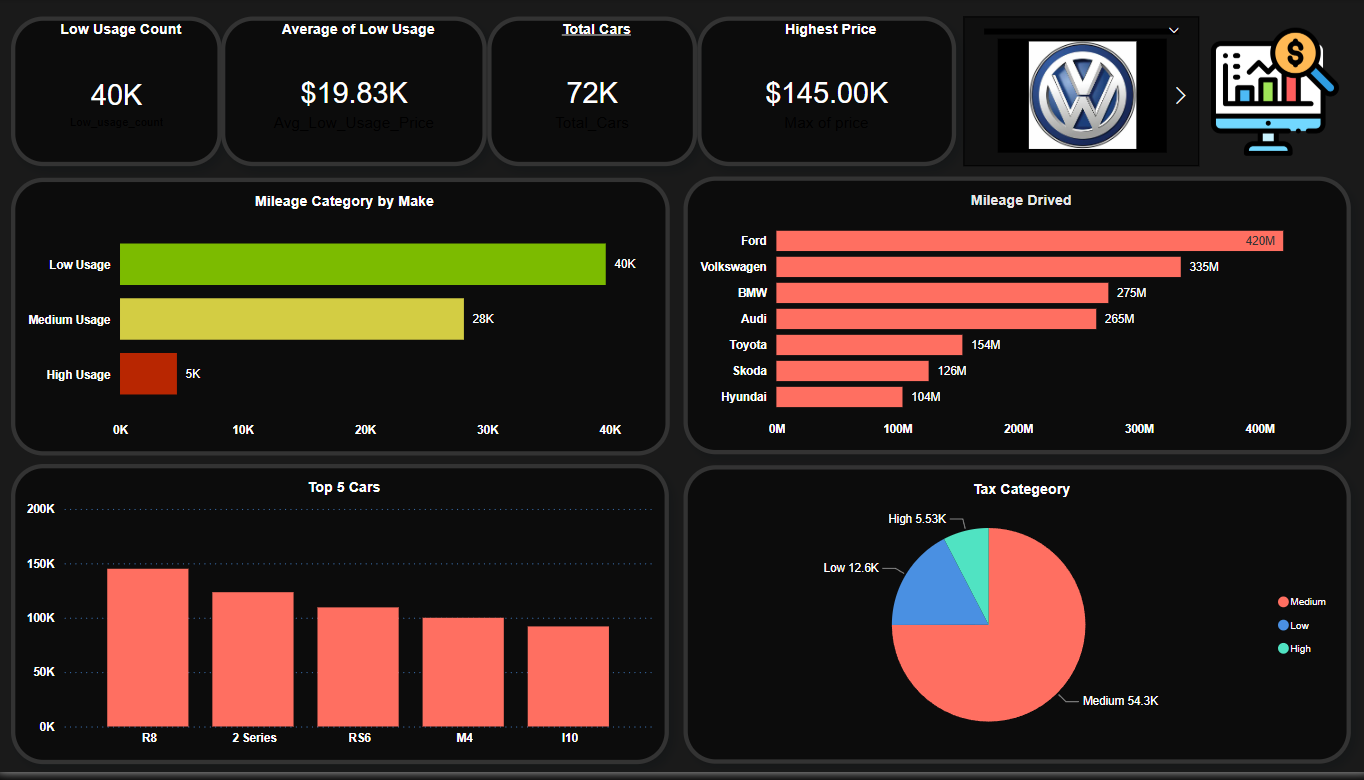 Low Usage Count
40K
Low_usage_count
Average of Low Usage
$19.83K
Avg_Low_Usage_Price
Total Cars
72K
Total_Cars
Highest Price
$145.00K
Max of price
Mileage Category by Make
Low Usage
40K
Medium Usage
28K
High Usage
5K
0K 10K 20K 30K 40K
Mileage Drived
Ford 420M
Volkswagen 335M
BMW 275M
Audi 265M
Toyota 154M
Skoda 126M
Hyundai 104M
0M 100M 200M 300M 400M
Top 5 Cars
200K
150K
100K
50K
0K
R8 2 Series RS6 M4 I10
Tax Categeory
High 5.53K
Low 12.6K
Medium 54.3K
Medium
Low
High